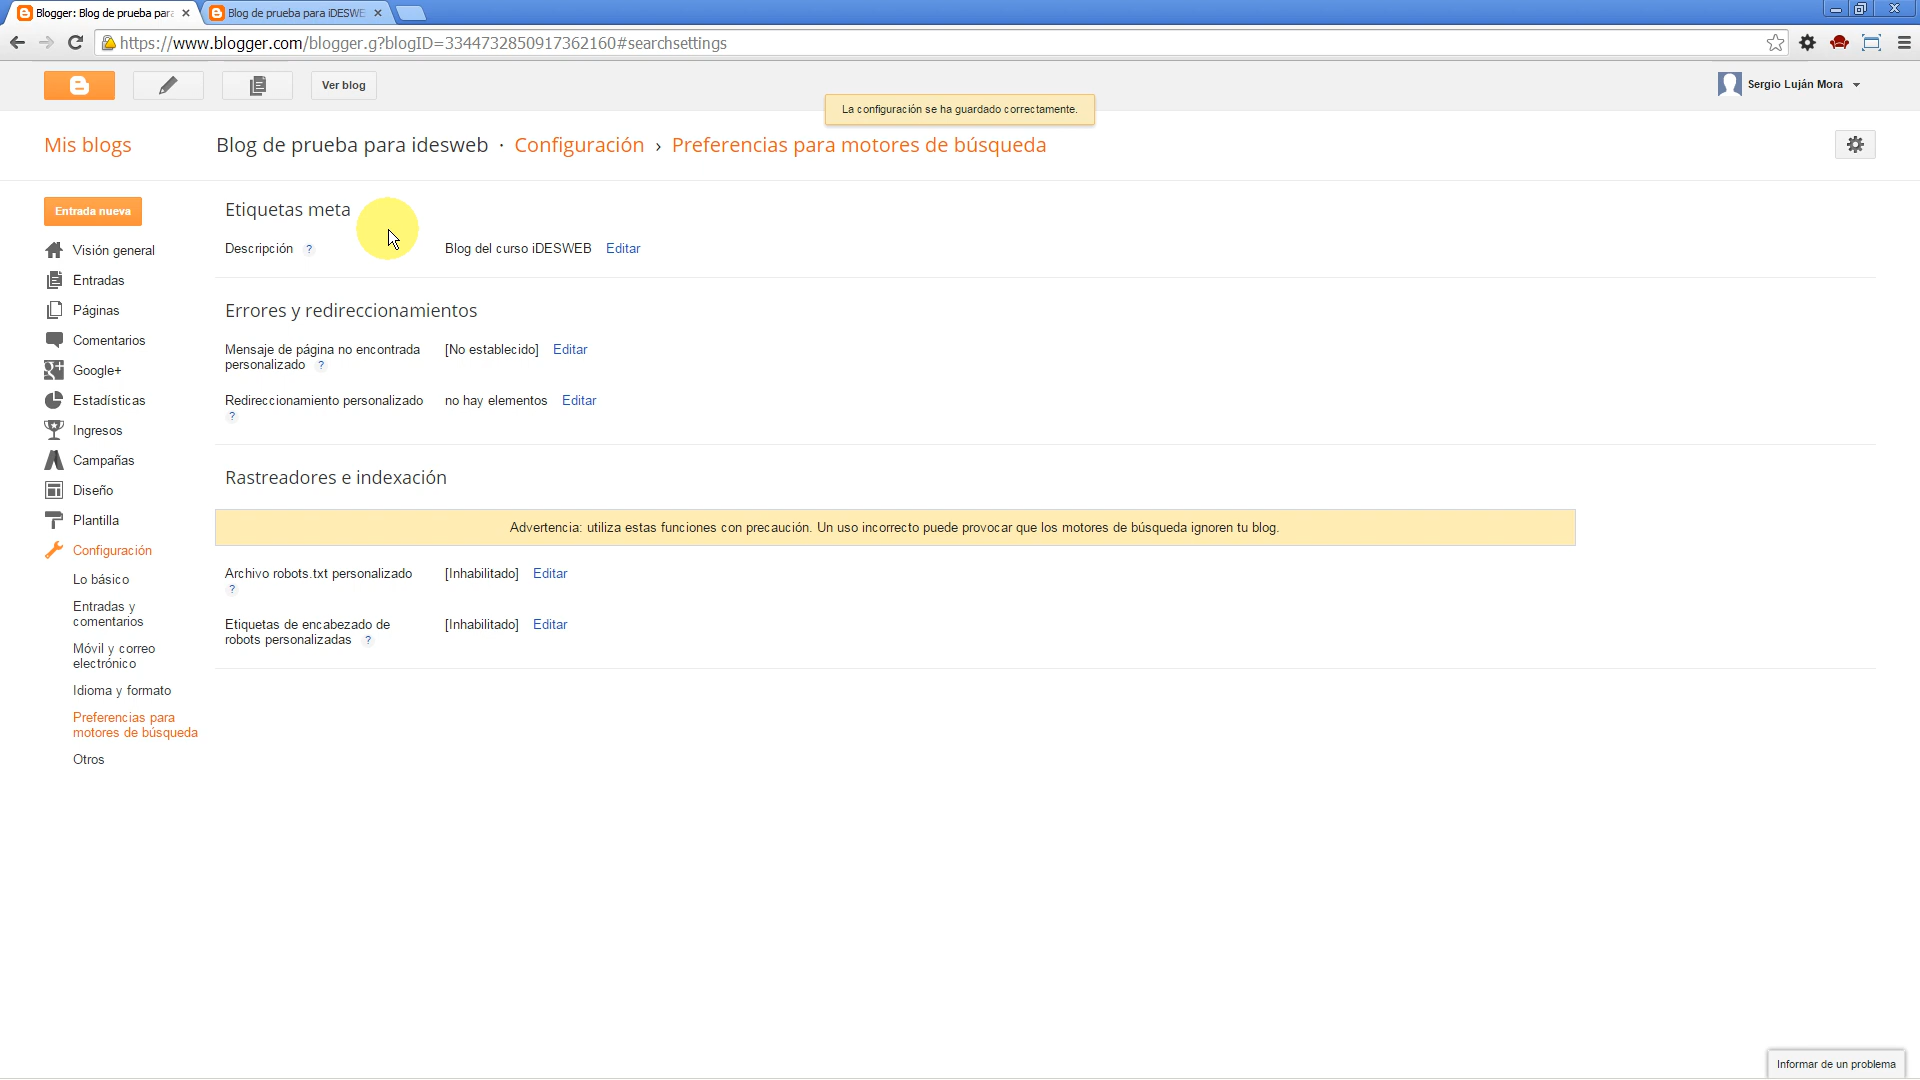 Blogger: Blog de prueba para
Blog de prueba para iDESWE
https://www.blogger.com/blogger.g?blogID=3344732850917362160#searchsettings
Ver blog
Sergio Luján Mora
La configuración se ha guardado correctamente.
Mis blogs
Blog de prueba para idesweb · Configuración › Preferencias para motores de búsqueda
Entrada nueva
Visión general
Entradas
Páginas
Comentarios
Google+
Estadísticas
Ingresos
Campañas
Diseño
Plantilla
Configuración
Lo básico
Entradas y
comentarios
Móvil y correo
electrónico
Idioma y formato
Preferencias para
motores de búsqueda
Otros
Etiquetas meta
Descripción ? Blog del curso iDESWEB Editar
Errores y redireccionamientos
Mensaje de página no encontrada [No establecido] Editar
personalizado ?
Redireccionamiento personalizado no hay elementos Editar
?
Rastreadores e indexación
Advertencia: utiliza estas funciones con precaución. Un uso incorrecto puede provocar que los motores de búsqueda ignoren tu blog.
Archivo robots.txt personalizado [Inhabilitado] Editar
?
Etiquetas de encabezado de [Inhabilitado] Editar
robots personalizadas ?
Informar de un problema